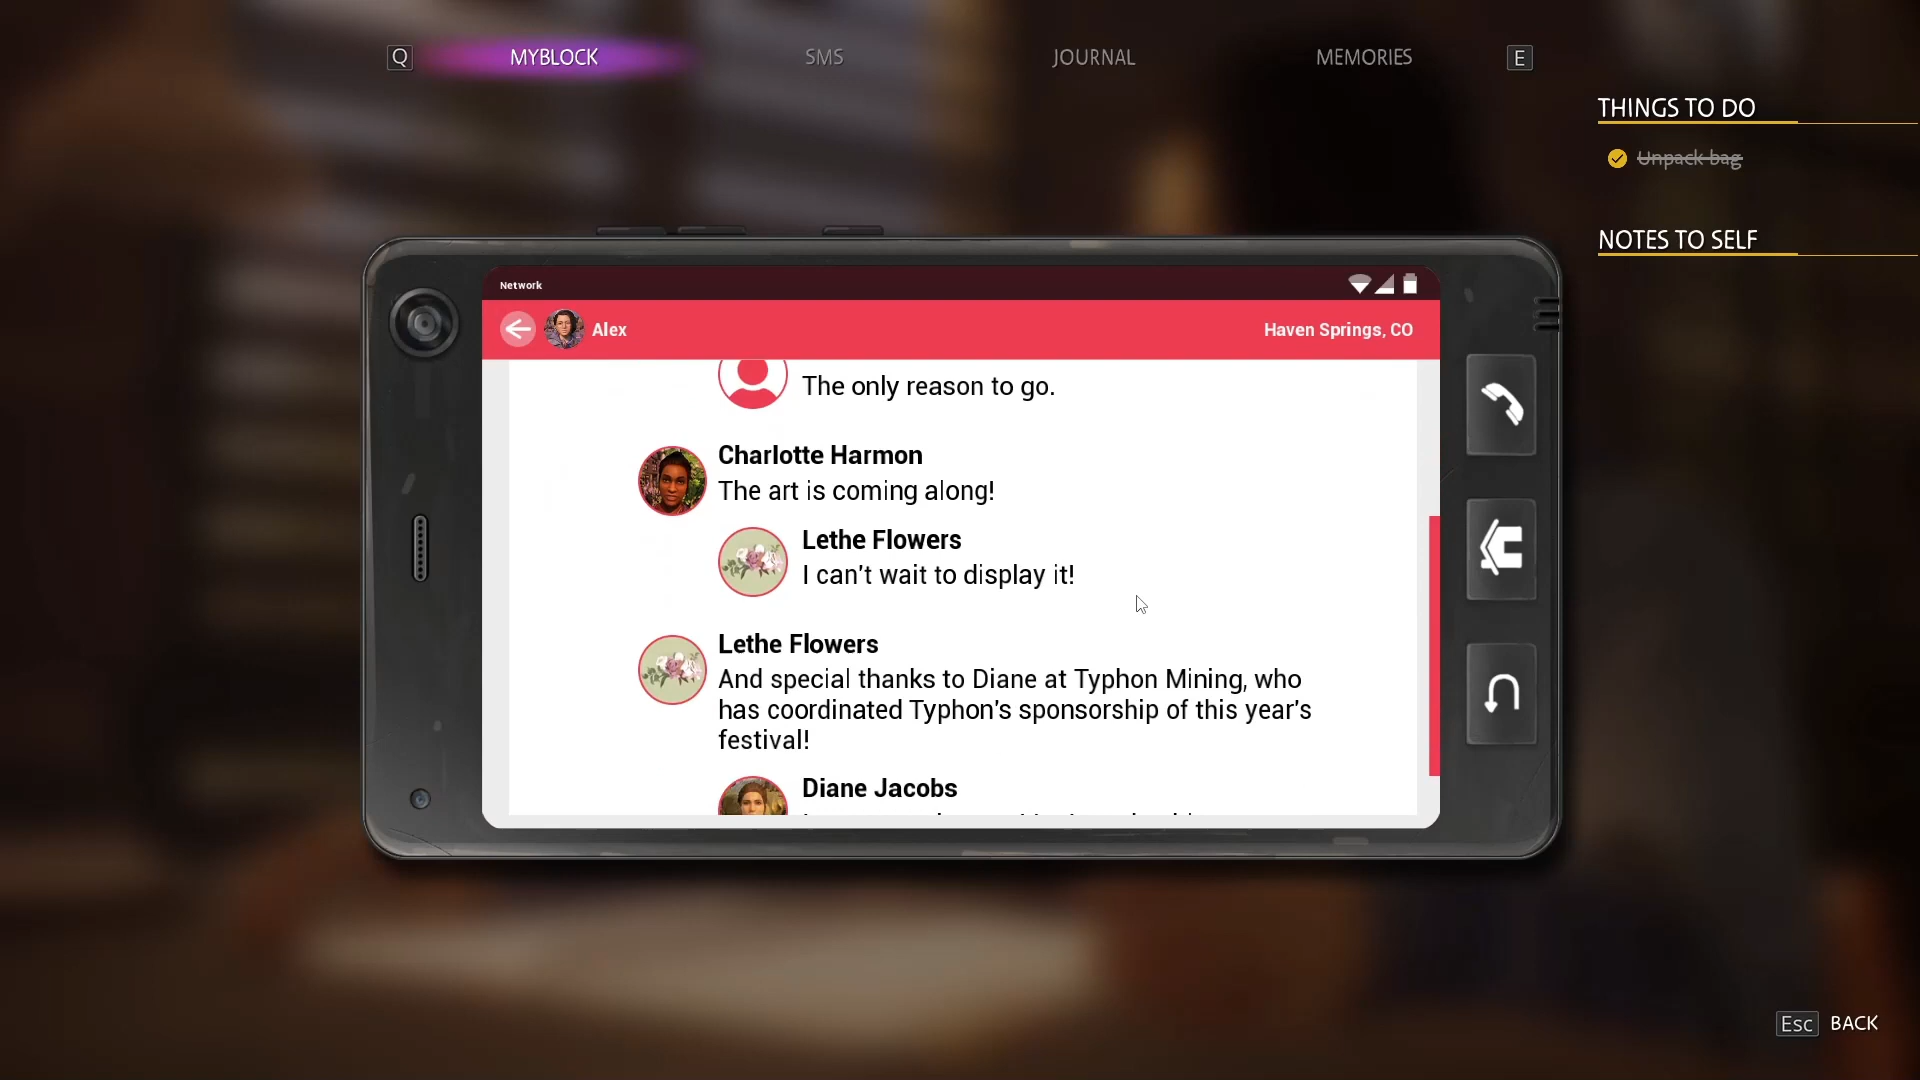 Q
MYBLOCK
SMS
JOURNAL
MEMORIES
E
THINGS TO DO
Unpack bag
NOTES TO SELF
Network
Alex
Haven Springs, CO
The only reason to go.
Charlotte Harmon
The art is coming along!
Lethe Flowers
I can't wait to display it!
Lethe Flowers
And special thanks to Diane at Typhon Mining, who
has coordinated Typhon's sponsorship of this year's
festival!
Diane Jacobs
Esc BACK